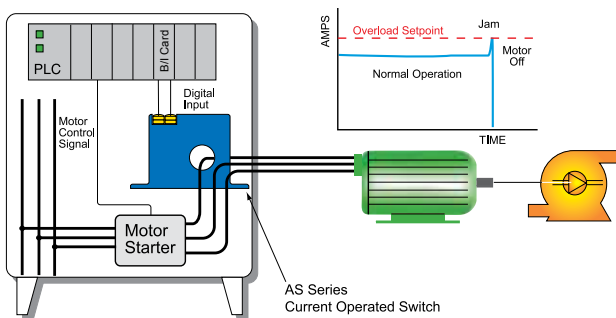 PLC
B/I Card
Digital
Input
Motor
Control
Signal
Motor
Starter
AS Series
Current Operated Switch
AMPS
Overload Setpoint
Jam
Motor
Off
Normal Operation
TIME